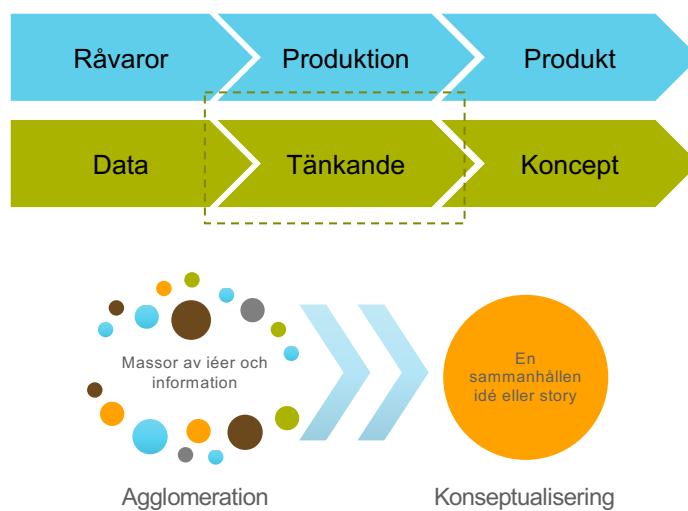 Råvaror
Produktion
Produkt
Data
Tänkande
Koncept
Massor av iéer och
information
En
sammanhållen
idé eller story
Agglomeration
Konseptualisering